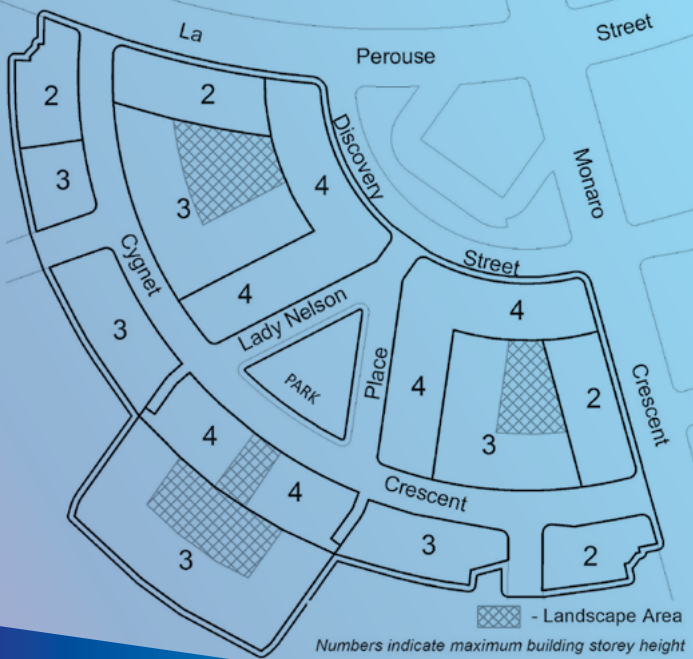 La
Perouse
Street
2
2
Discovery
3
4
3
Monaro
Cygnet
Street
4
4
Lady Nelson
3
PARK
Place
4
2
Crescent
4
3
4
Crescent
3
3
2
- Landscape Area
Numbers indicate maximum building storey height